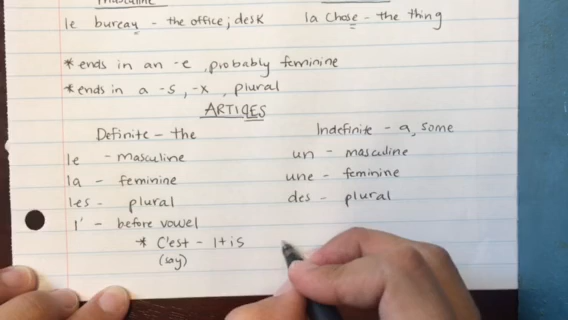 masculine
le bureau - the office; desk la chose - the thing
* ends in an -e , probably feminine
* ends in a -s, -x , plural
ARTICLES
Definite - the Indefinite - a, some
le - masculine un - masculine
la - feminine une - feminine
les - plural des - plural
l' - before vowel
* C'est - It is
(say)